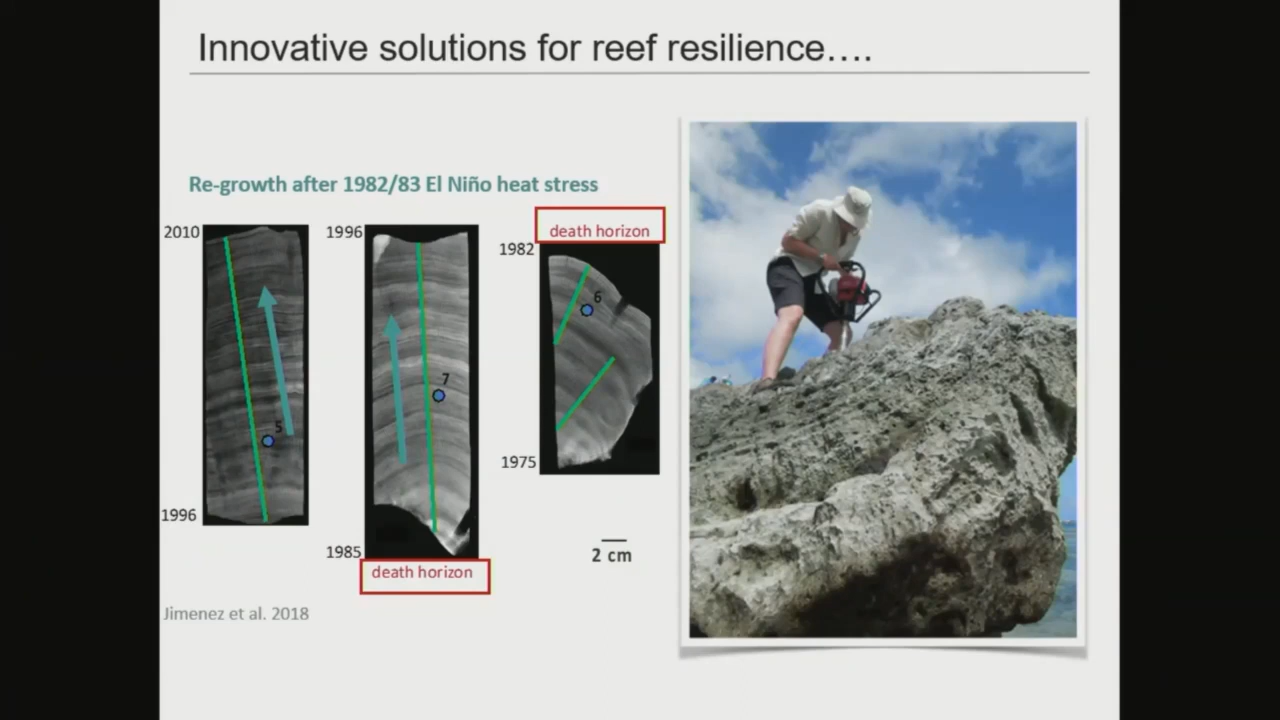 Innovative solutions for reef resilience….
Re-growth after 1982/83 El Niño heat stress
2010
5
1996
1996
7
1985
death horizon
death horizon
1982
6
1975
2 cm
Jimenez et al. 2018